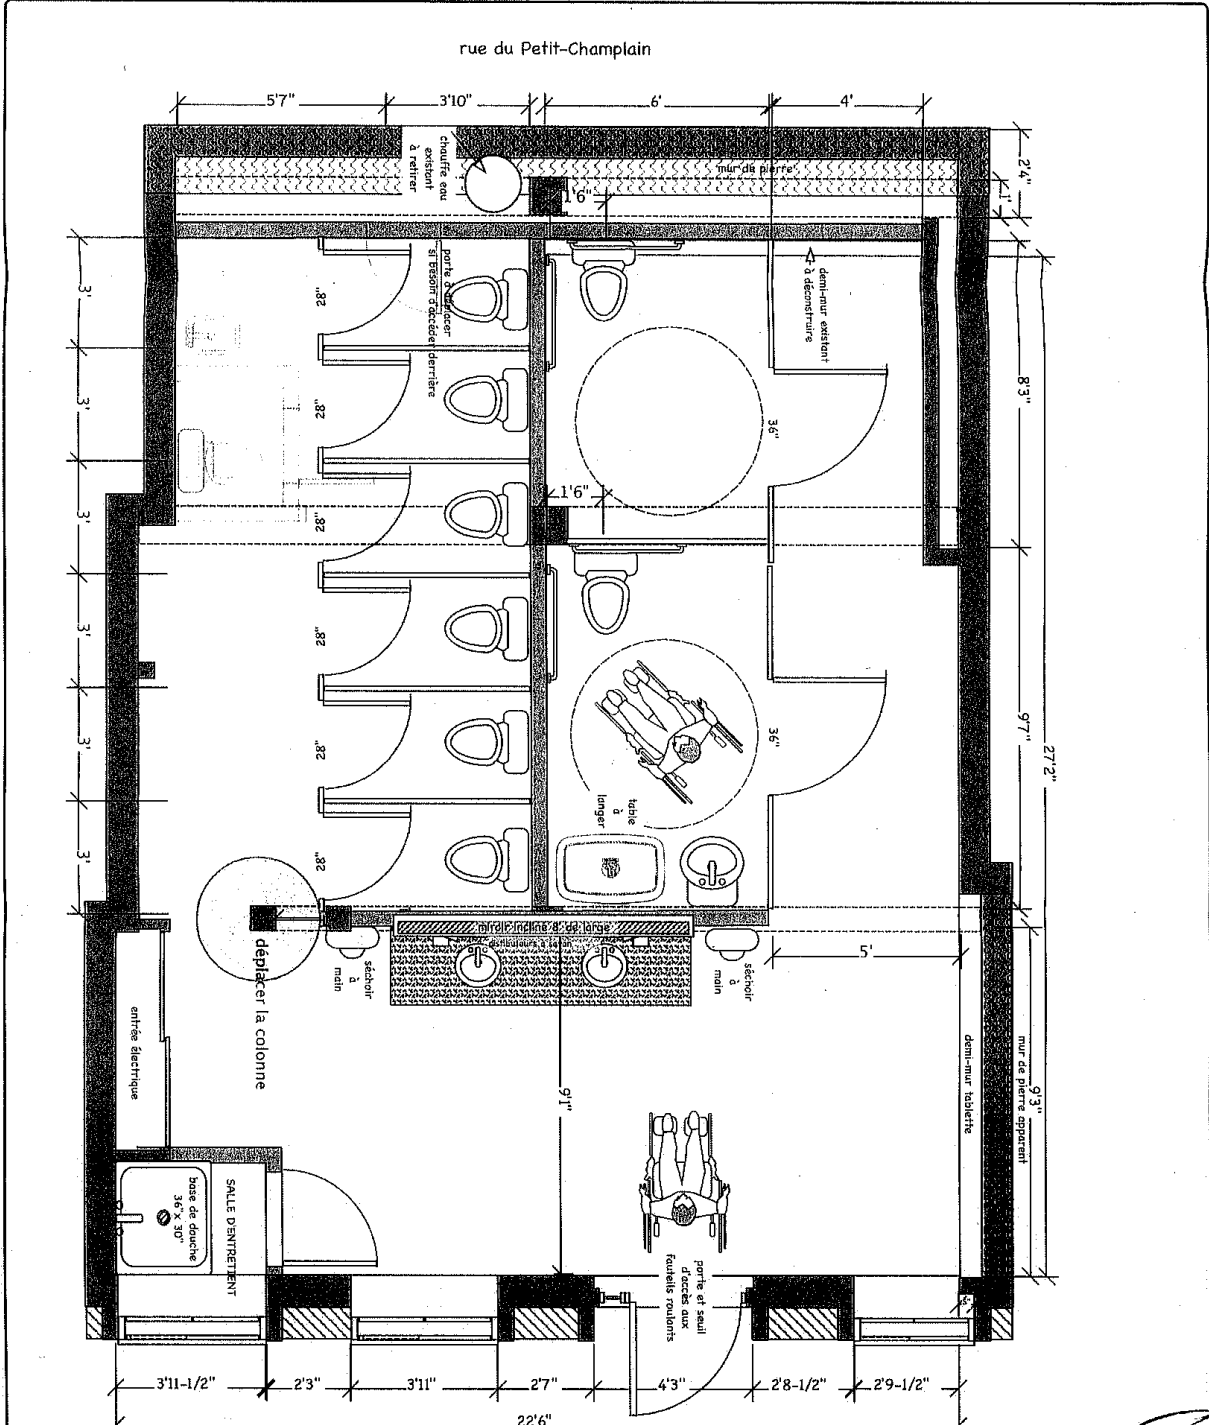 rue du Petit-Champlain
5'7"
3'10"
6'
4'
chauffe eau
existant
à retirer
mur de pierre
2'4"
1'
1'6"
porte à déplacer
si besoin d'accéder derrière
demi-mur existant
à déconstruire
3'
3'
3'
3'
3'
3'
28"
28"
28"
28"
28"
28"
36"
36"
1'6"
8'3"
9'7"
27'2"
table
à
langer
miroir incliné 8' de large
distributeurs à savon
séchoir
à
main
séchoir
à
main
5'
déplacer la colonne
entrée électrique
9'1"
demi-mur tablette
mur de pierre apparent
9'3"
base de douche
36" x 30"
SALLE D'ENTRETIENT
porte et seuil
d'accès aux
fauteils roulants
3'11-1/2"
2'3"
3'11"
2'7"
4'3"
2'8-1/2"
2'9-1/2"
22'6"